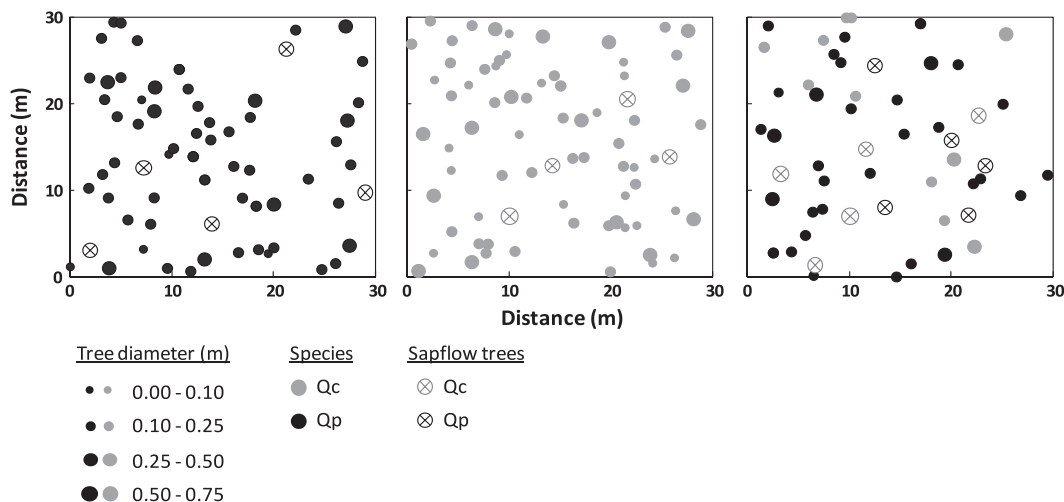 30
20
10
0
Distance (m)
0 10 20 30
0 10 20 30
0 10 20 30
Distance (m)
Tree diameter (m) Species Sapflow trees
0.00 - 0.10 Qc Qc
0.10 - 0.25 Qp Qp
0.25 - 0.50
0.50 - 0.75